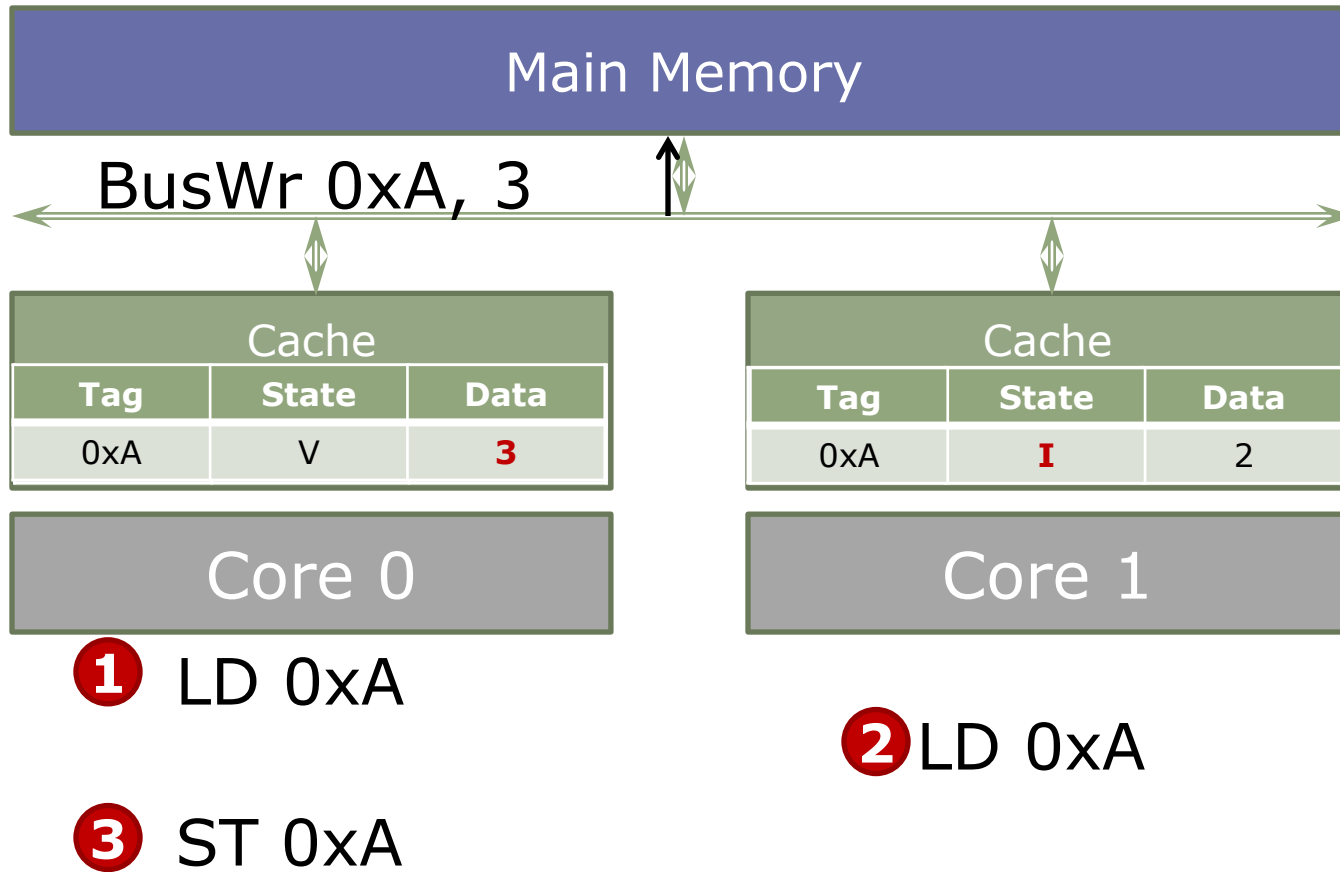 Main Memory
BusWr 0xA, 3
Cache
Tag State Data
0xA V 3
Cache
Tag State Data
0xA I 2
Core 0
Core 1
1 LD 0xA
2 LD 0xA
3 ST 0xA